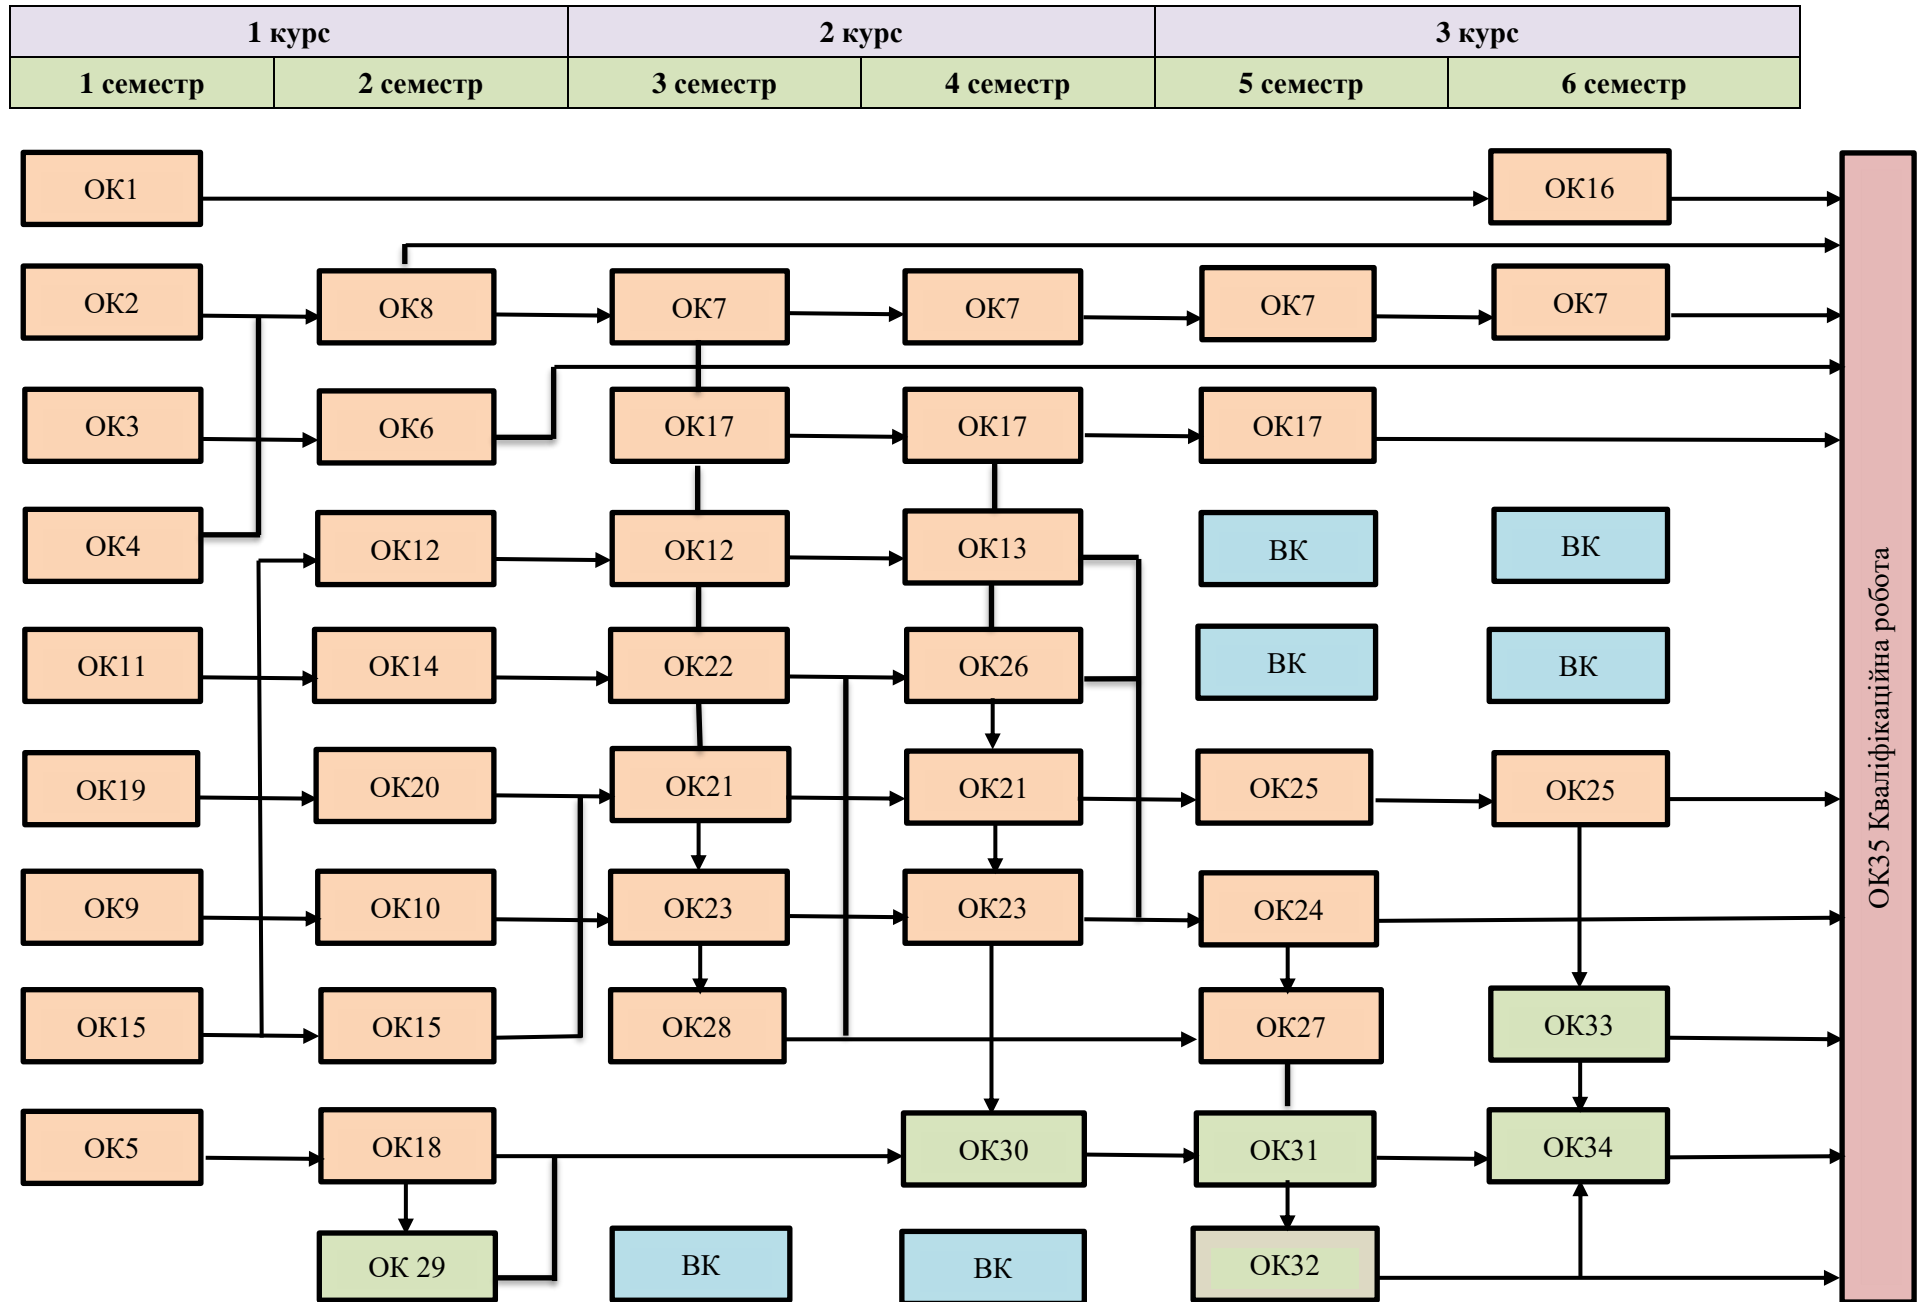 1 курс 2 курс 3 курс
1 семестр 2 семестр 3 семестр 4 семестр 5 семестр 6 семестр
ОК1 ОК16
ОК2 ОК8 ОК7 ОК7 ОК7 ОК7
ОК3 ОК6 ОК17 ОК17 ОК17
ОК4 ОК12 ОК12 ОК13 ВК ВК
ОК11 ОК14 ОК22 ОК26 ВК ВК
ОК19 ОК20 ОК21 ОК21 ОК25 ОК25
ОК9 ОК10 ОК23 ОК23 ОК24
ОК15 ОК15 ОК28 ОК27 ОК33
ОК5 ОК18 ОК30 ОК31 ОК34
ОК 29 ВК ВК ОК32
ОК35 Кваліфікаційна робота